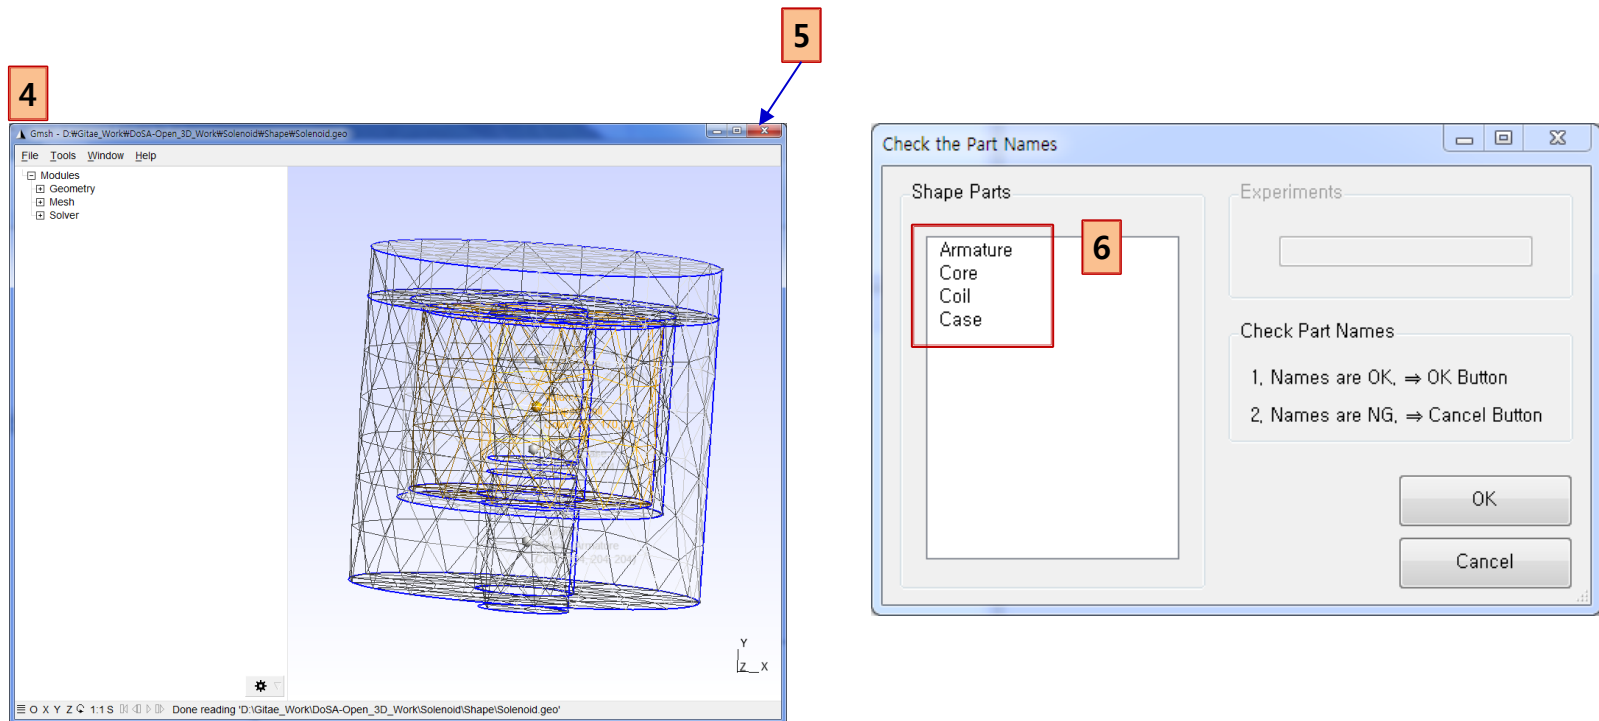 5
4
Gmsh - D:₩Gitae_Work₩DoSA-Open_3D_Work₩Solenoid₩Shape₩Solenoid.geo
File Tools Window Help
Modules
Geometry
Mesh
Solver
Armature
Y
Z X
O X Y Z 1:1 S Done reading 'D:\Gitae_Work\DoSA-Open_3D_Work\Solenoid\Shape\Solenoid.geo'
Check the Part Names
Shape Parts
6
Armature
Core
Coil
Case
Experiments
Check Part Names
1, Names are OK, ⇒ OK Button
2, Names are NG, ⇒ Cancel Button
OK
Cancel